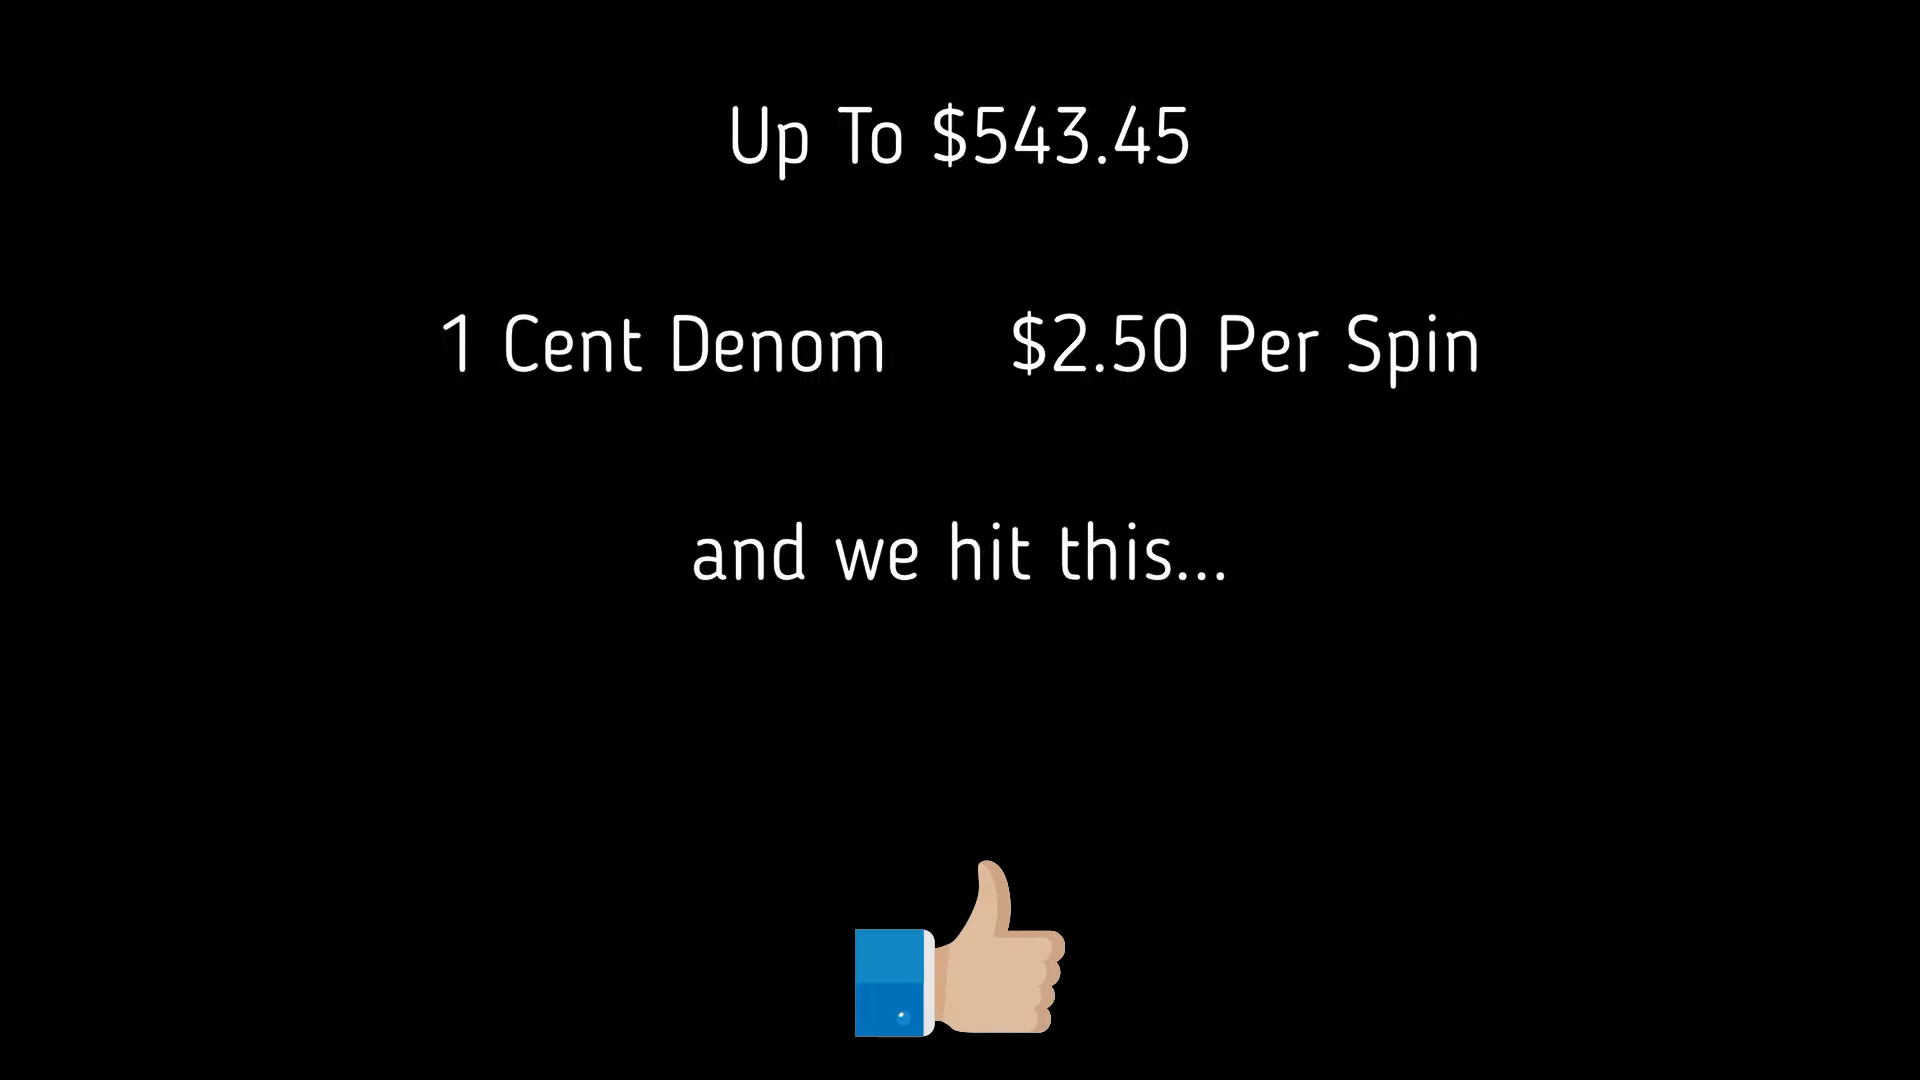 Up To $543.45
1 Cent Denom $2.50 Per Spin
and we hit this...